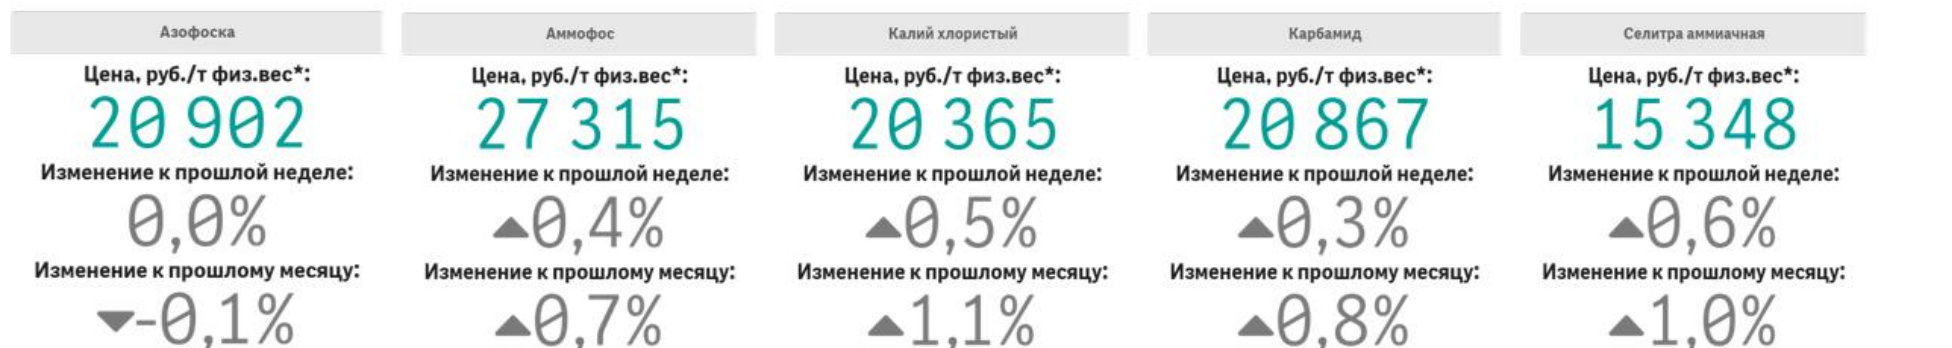 Азофоска
Цена, руб./т физ.вес*:
20 902
Изменение к прошлой неделе:
0,0%
Изменение к прошлому месяцу:
▼-0,1%
Аммофос
Цена, руб./т физ.вес*:
27 315
Изменение к прошлой неделе:
▲0,4%
Изменение к прошлому месяцу:
▲0,7%
Калий хлористый
Цена, руб./т физ.вес*:
20 365
Изменение к прошлой неделе:
▲0,5%
Изменение к прошлому месяцу:
▲1,1%
Карбамид
Цена, руб./т физ.вес*:
20 867
Изменение к прошлой неделе:
▲0,3%
Изменение к прошлому месяцу:
▲0,8%
Селитра аммиачная
Цена, руб./т физ.вес*:
15 348
Изменение к прошлой неделе:
▲0,6%
Изменение к прошлому месяцу:
▲1,0%